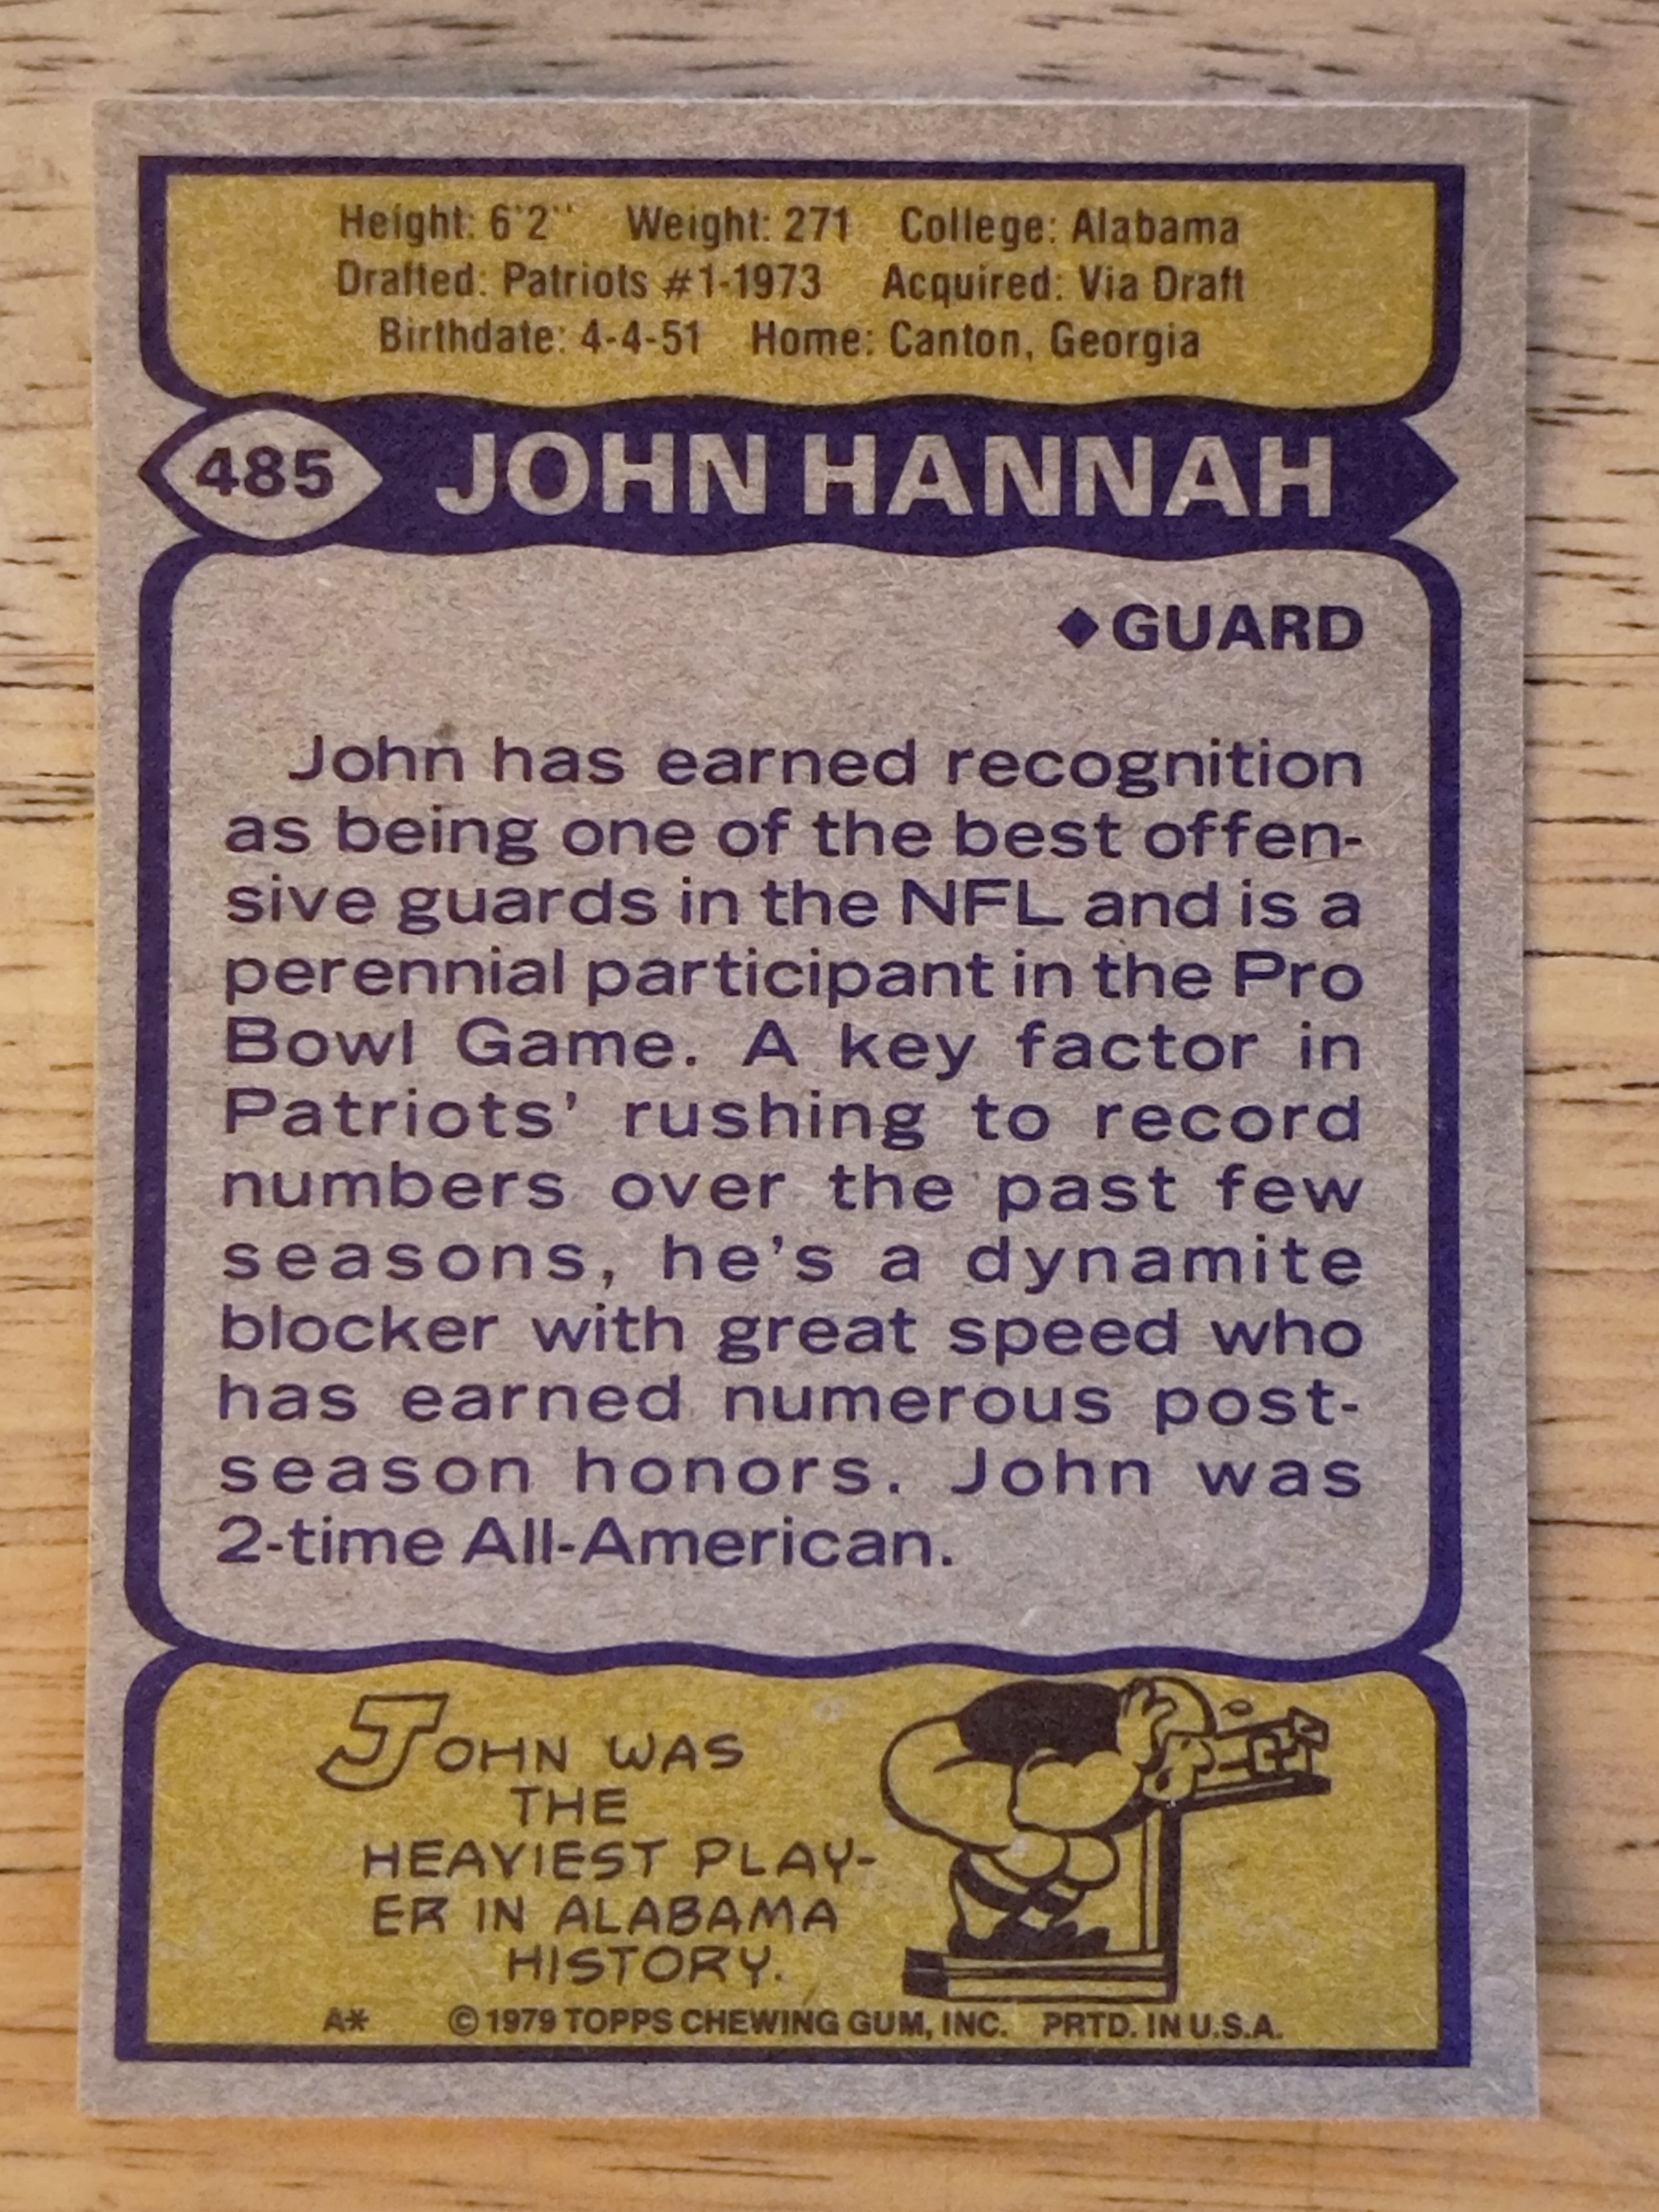 Height: 6'2" Weight: 271 College: Alabama
Drafted: Patriots #1-1973 Acquired: Via Draft
Birthdate: 4-4-51 Home: Canton, Georgia
485 JOHN HANNAH
◆GUARD
John has earned recognition
as being one of the best offen-
sive guards in the NFL and is a
perennial participant in the Pro
Bowl Game. A key factor in
Patriots' rushing to record
numbers over the past few
seasons, he's a dynamite
blocker with great speed who
has earned numerous post-
season honors. John was
2-time All-American.
JOHN WAS
THE
HEAVIEST PLAY-
ER IN ALABAMA
HISTORY.
A* © 1979 TOPPS CHEWING GUM, INC. PRTD. IN U.S.A.